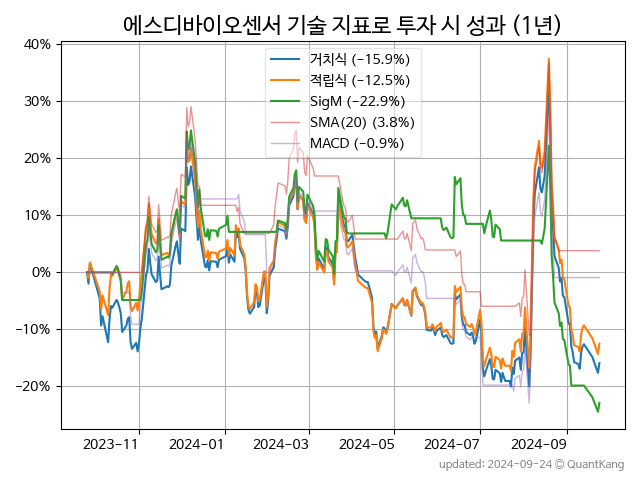 에스디바이오센서 기술 지표로 투자 시 성과 (1년)
거치식 (−15.9%)
적립식 (−12.5%)
SigM (−22.9%)
SMA(20) (3.8%)
MACD (−0.9%)
40%
30%
20%
10%
0%
−10%
−20%
2023-11 2024-01 2024-03 2024-05 2024-07 2024-09
updated: 2024-09-24 © QuantKang